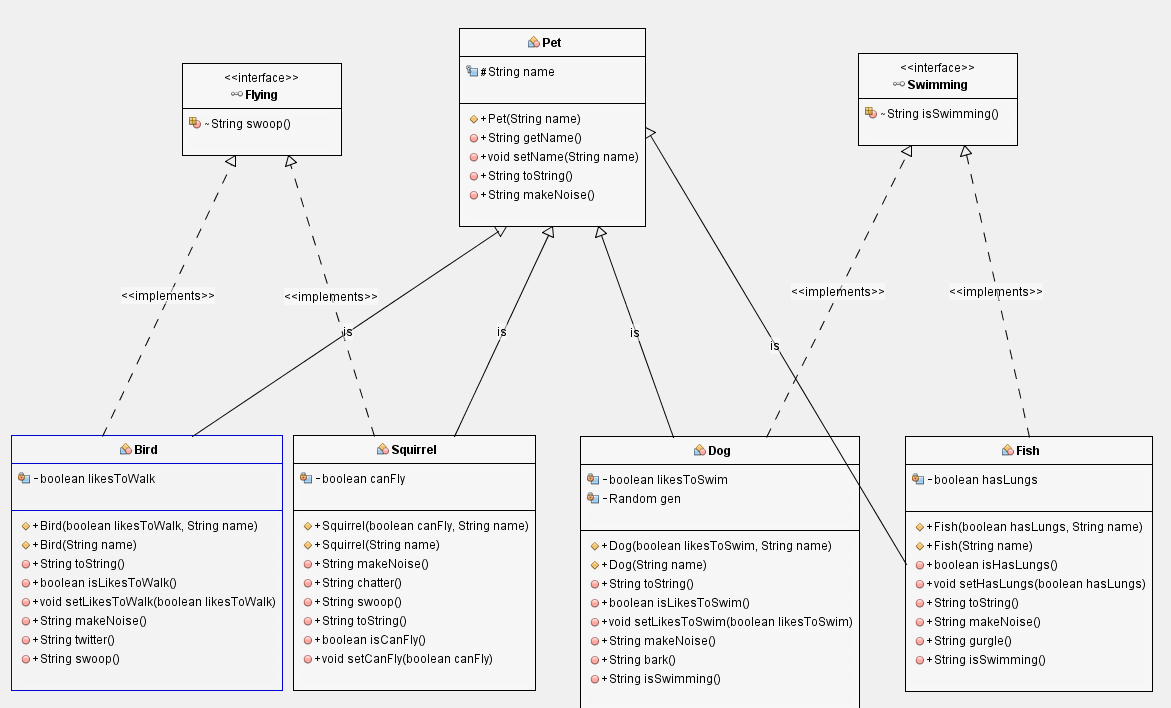 <<interface>>
Flying
~String swoop()
Pet
#String name
+Pet(String name)
+String getName()
+void setName(String name)
+String toString()
+String makeNoise()
<<interface>>
Swimming
~String isSwimming()
<<implements>>
<<implements>>
is
is
is
is
<<implements>>
<<implements>>
Bird
-boolean likesToWalk
+Bird(boolean likesToWalk, String name)
+Bird(String name)
+String toString()
+boolean isLikesToWalk()
+void setLikesToWalk(boolean likesToWalk)
+String makeNoise()
+String twitter()
+String swoop()
Squirrel
-boolean canFly
+Squirrel(boolean canFly, String name)
+Squirrel(String name)
+String makeNoise()
+String chatter()
+String swoop()
+String toString()
+boolean isCanFly()
+void setCanFly(boolean canFly)
Dog
-boolean likesToSwim
-Random gen
+Dog(boolean likesToSwim, String name)
+Dog(String name)
+String toString()
+boolean isLikesToSwim()
+void setLikesToSwim(boolean likesToSwim)
+String makeNoise()
+String bark()
+String isSwimming()
Fish
-boolean hasLungs
+Fish(boolean hasLungs, String name)
+Fish(String name)
+boolean isHasLungs()
+void setHasLungs(boolean hasLungs)
+String toString()
+String makeNoise()
+String gurgle()
+String isSwimming()